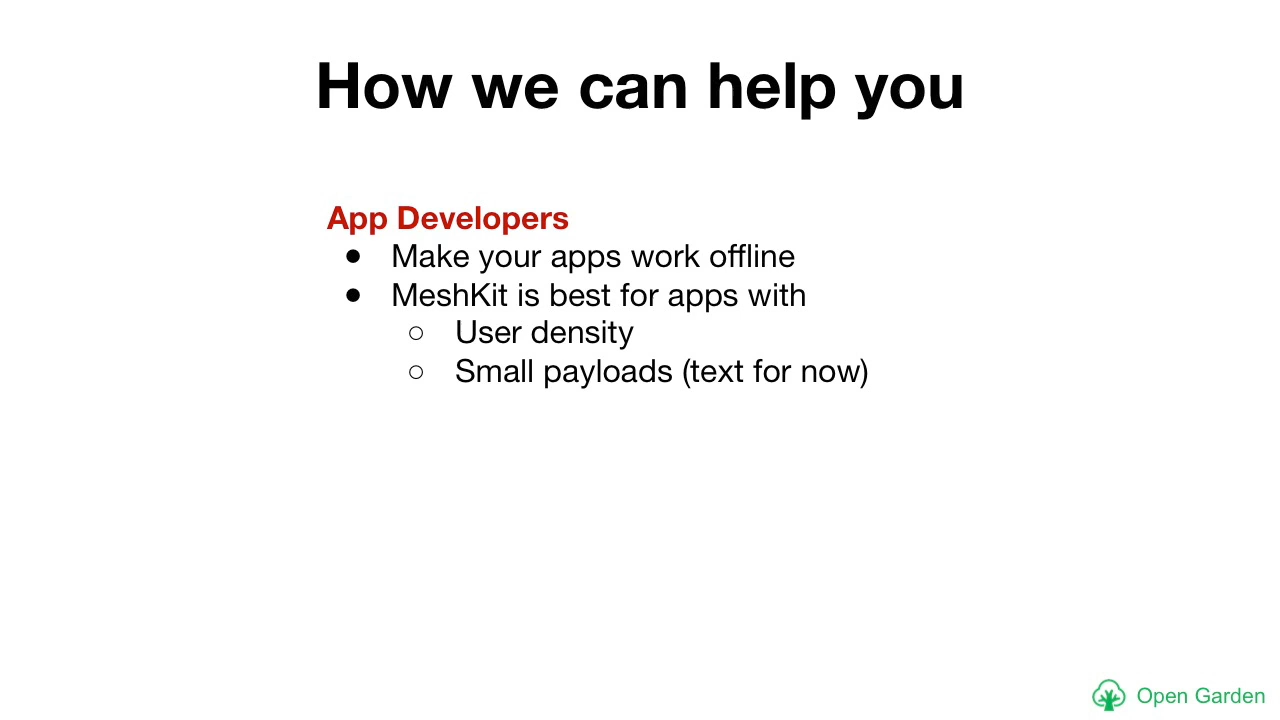 How we can help you
App Developers
● Make your apps work offline
● MeshKit is best for apps with
○ User density
○ Small payloads (text for now)
Open Garden